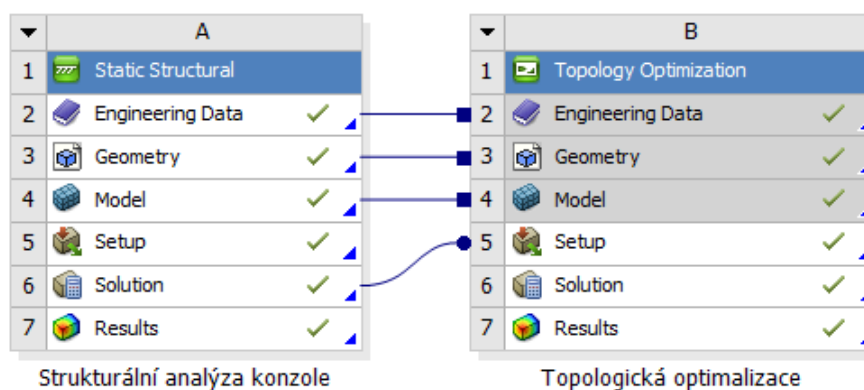 A
1 Static Structural
2 Engineering Data
3 Geometry
4 Model
5 Setup
6 Solution
7 Results
Strukturální analýza konzole
B
1 Topology Optimization
2 Engineering Data
3 Geometry
4 Model
5 Setup
6 Solution
7 Results
Topologická optimalizace